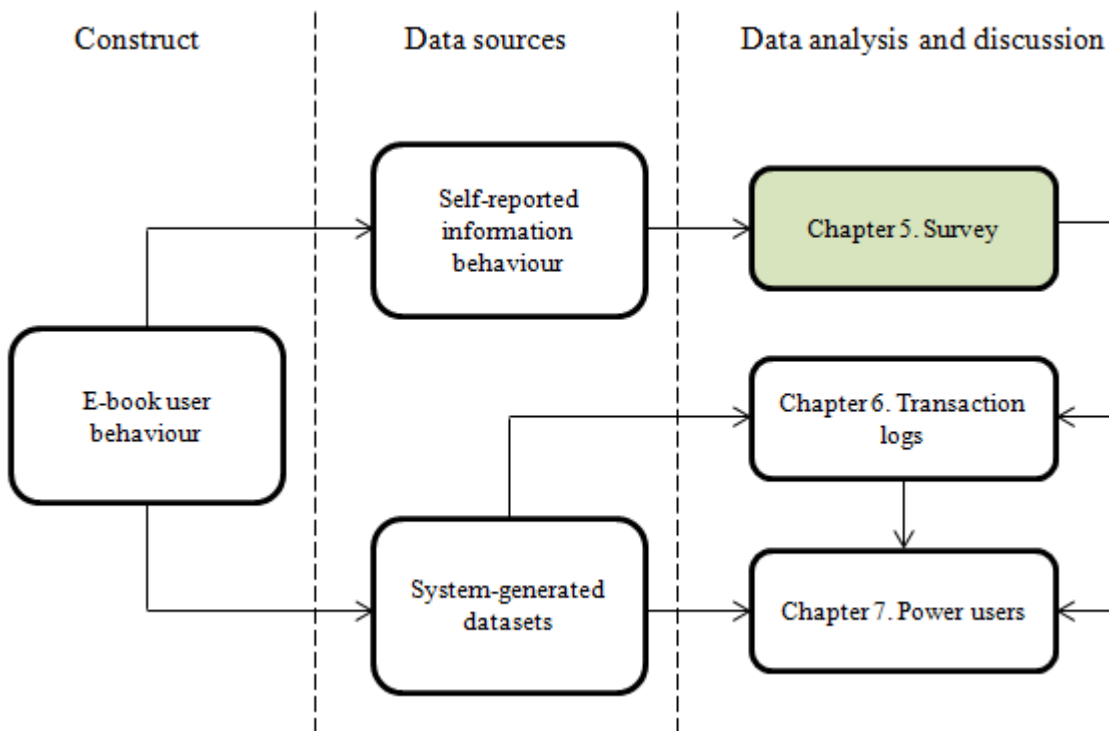 Construct
Data sources
Data analysis and discussion
Self-reported
information
behaviour
Chapter 5. Survey
E-book user
behaviour
Chapter 6. Transaction
logs
System-generated
datasets
Chapter 7. Power users